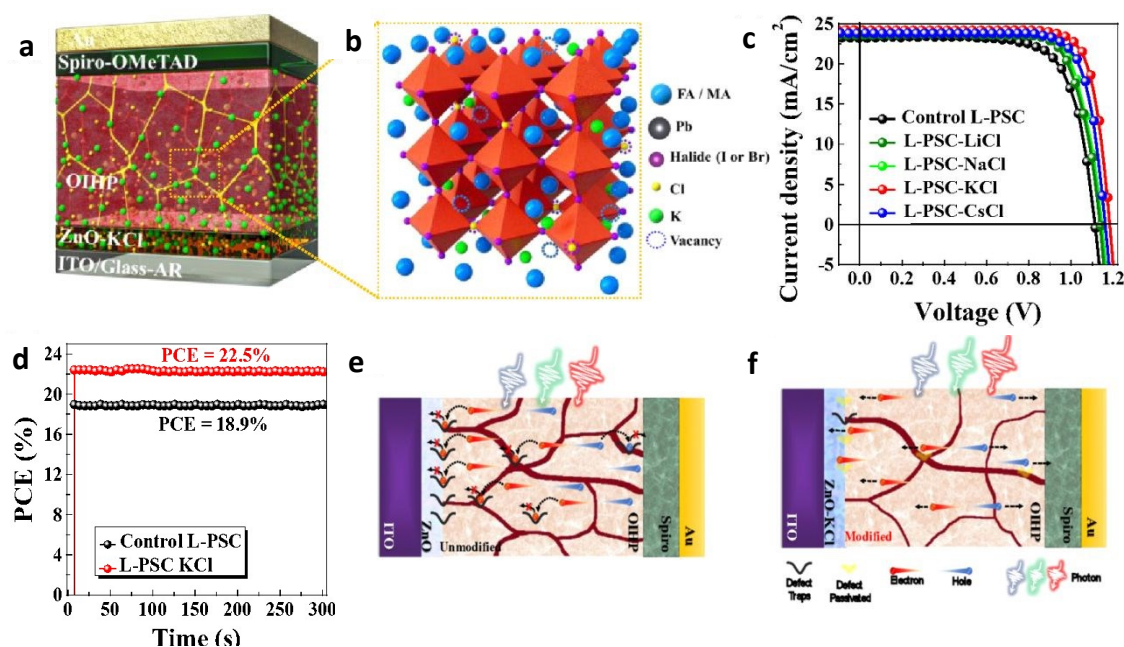 a
Au
Spiro-OMeTAD
OIHP
ZnO-KCl
ITO/Glass-AR
b
FA / MA
Pb
Halide (I or Br)
Cl
K
Vacancy
c
Current density (mA/cm²)
25
20
15
10
5
0
-5
Control L-PSC
L-PSC-LiCl
L-PSC-NaCl
L-PSC-KCl
L-PSC-CsCl
0.0 0.2 0.4 0.6 0.8 1.0 1.2
Voltage (V)
d
PCE (%)
24
20
16
12
8
4
0
PCE = 22.5%
PCE = 18.9%
Control L-PSC
L-PSC KCl
0 50 100 150 200 250 300
Time (s)
e
ITO
ZnO
Unmodified
OIHP
Spiro
Au
f
ITO
ZnO-KCl
Modified
OIHP
Spiro
Au
Defect
Traps
Defect
Passivated
Electron
Hole
Photon